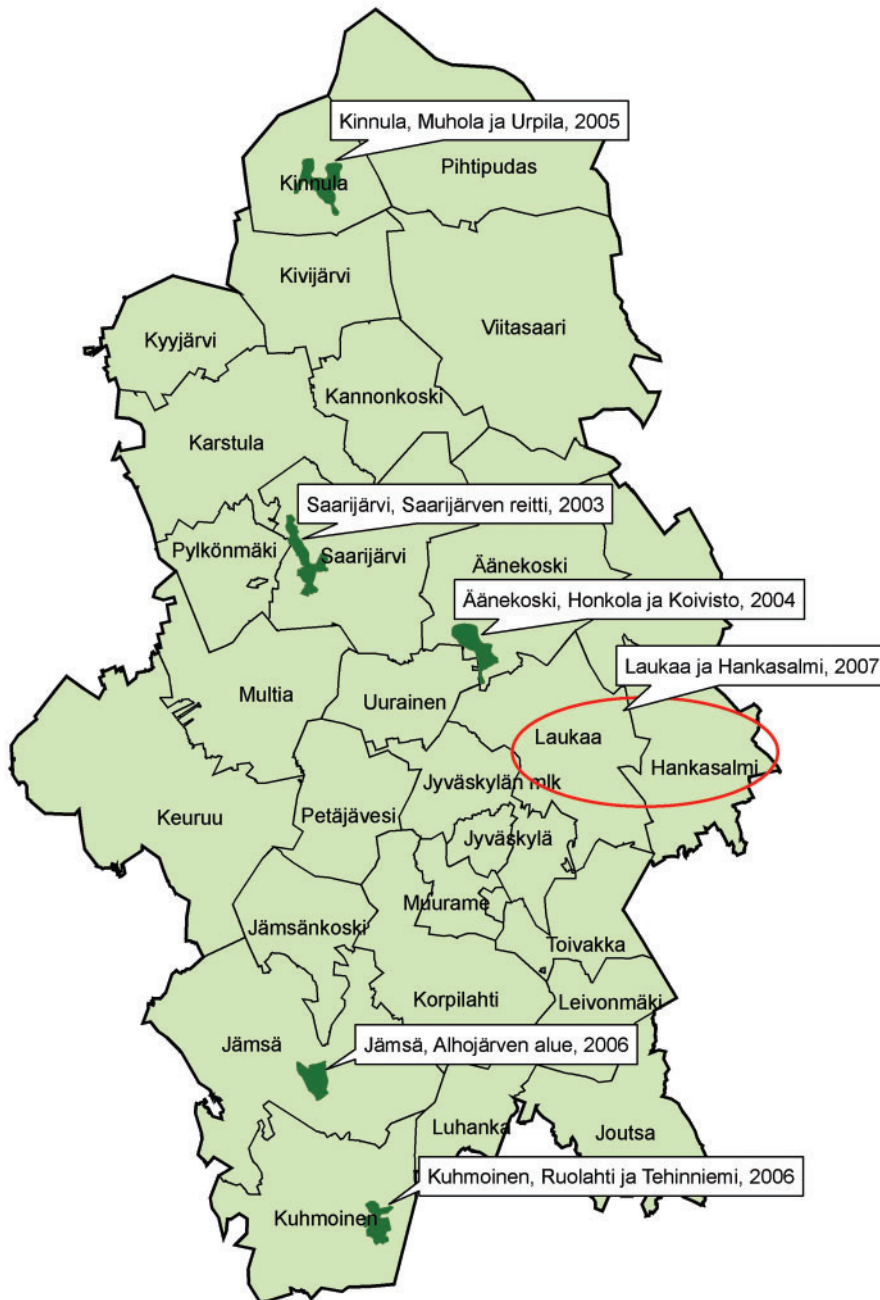 Kinnula, Muhola ja Urpila, 2005
Pihtipudas
Kinnula
Kivijärvi
Viitasaari
Kyyjärvi
Kannonkoski
Karstula
Saarijärvi, Saarijärven reitti, 2003
Pylkönmäki
Saarijärvi
Äänekoski
Äänekoski, Honkola ja Koivisto, 2004
Laukaa ja Hankasalmi, 2007
Multia
Uurainen
Laukaa
Hankasalmi
Jyväskylän mlk
Keuruu
Petäjävesi
Jyväskylä
Muurame
Jämsänkoski
Toivakka
Korpilahti
Leivonmäki
Jämsä
Jämsä, Alhojärven alue, 2006
Luhanka
Joutsa
Kuhmoinen, Ruolahti ja Tehinniemi, 2006
Kuhmoinen